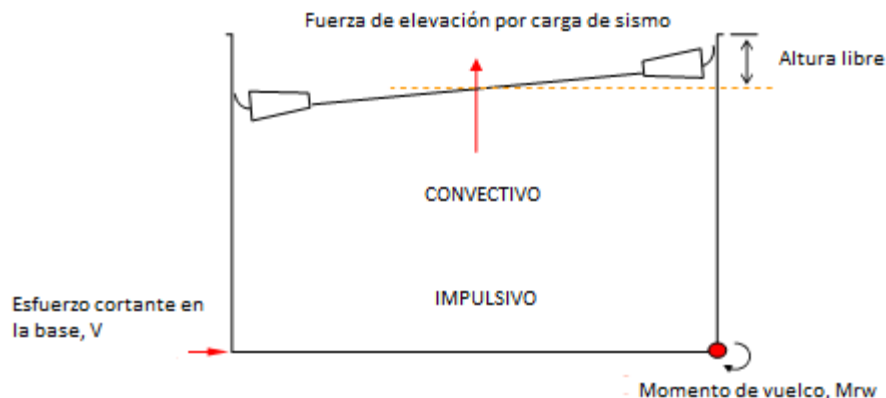 Fuerza de elevación por carga de sismo
Altura libre
CONVECTIVO
IMPULSIVO
Esfuerzo cortante en
la base, V
Momento de vuelco, Mrw